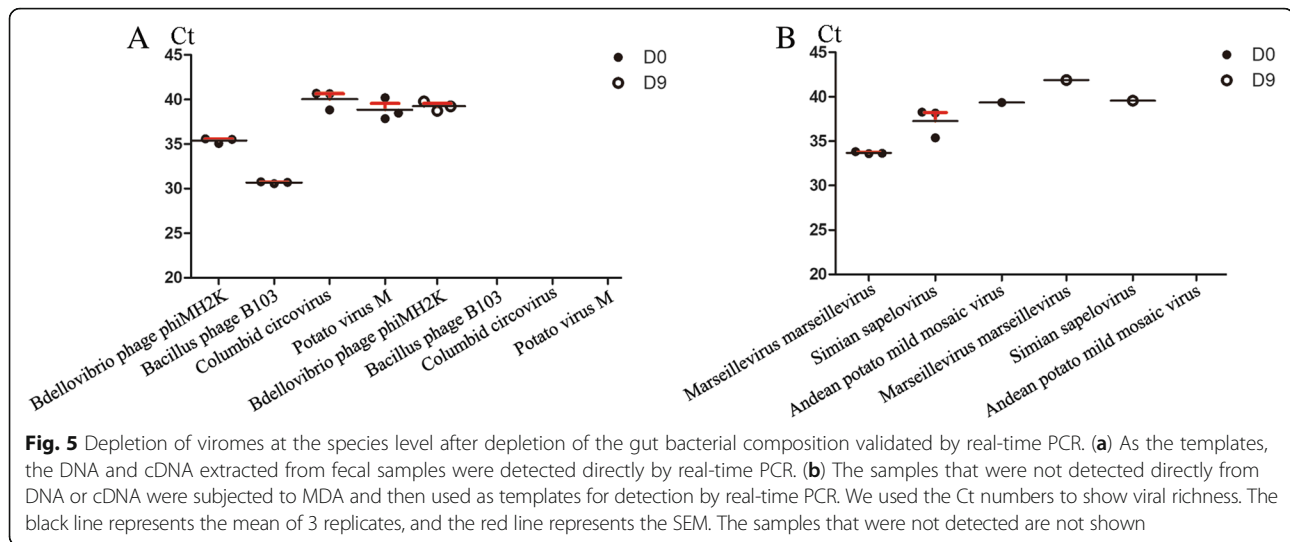 A Ct
45
40
35
30
25
20
D0
D9
Bdellovibrio phage phiMH2K
Bacillus phage B103
Columbid circovirus
Potato virus M
Bdellovibrio phage phiMH2K
Bacillus phage B103
Columbid circovirus
Potato virus M
B Ct
45
40
35
30
25
20
D0
D9
Marseillevirus marseillevirus
Simian sapelovirus
Andean potato mild mosaic virus
Marseillevirus marseillevirus
Simian sapelovirus
Andean potato mild mosaic virus
Fig. 5 Depletion of viromes at the species level after depletion of the gut bacterial composition validated by real-time PCR. (a) As the templates,
the DNA and cDNA extracted from fecal samples were detected directly by real-time PCR. (b) The samples that were not detected directly from
DNA or cDNA were subjected to MDA and then used as templates for detection by real-time PCR. We used the Ct numbers to show viral richness. The
black line represents the mean of 3 replicates, and the red line represents the SEM. The samples that were not detected are not shown